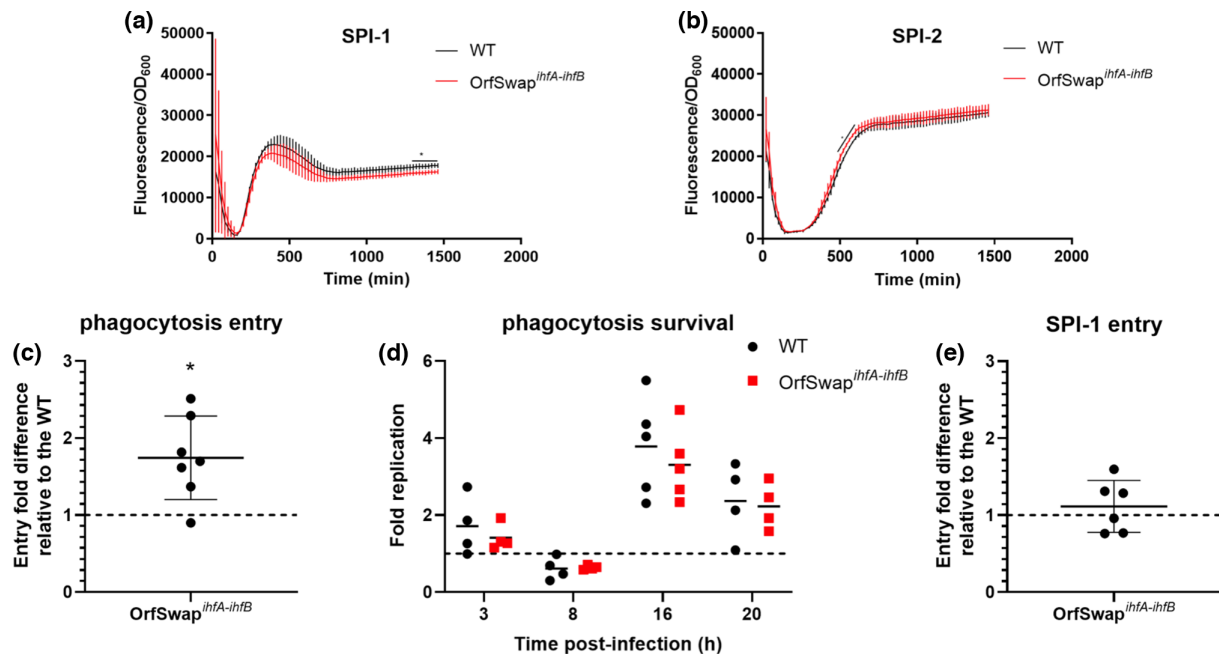 (a)
SPI-1
WT
OrfSwap^ihfA-ihfB
50000
40000
30000
20000
10000
0
Fluorescence/OD600
*
0 500 1000 1500 2000
Time (min)
(b)
SPI-2
WT
OrfSwap^ihfA-ihfB
50000
40000
30000
20000
10000
0
Fluorescence/OD600
*
0 500 1000 1500 2000
Time (min)
phagocytosis entry
(c)
3
2
1
0
Entry fold difference
relative to the WT
*
OrfSwap^ihfA-ihfB
phagocytosis survival
(d)
WT
OrfSwap^ihfA-ihfB
6
4
2
0
Fold replication
3 8 16 20
Time post-infection (h)
SPI-1 entry
(e)
3
2
1
0
Entry fold difference
relative to the WT
OrfSwap^ihfA-ihfB